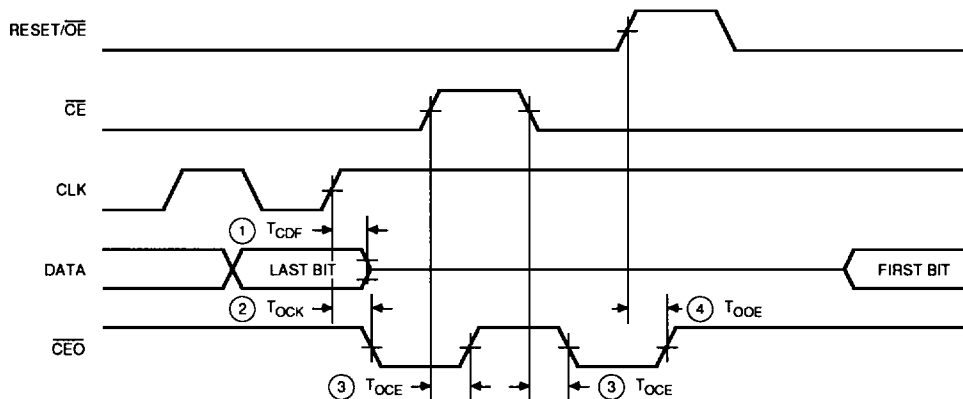 RESET/OE
CE
CLK
1 TCDF
DATA
LAST BIT
FIRST BIT
2 TOCK
4 TOOE
CEO
3 TOCE
3 TOCE